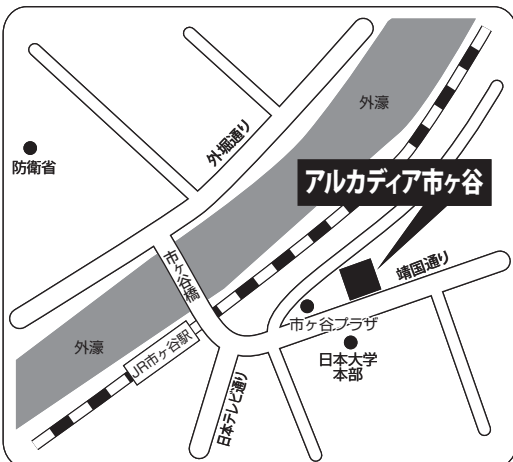 外濠
外堀通り
防衛省
アルカディア市ヶ谷
市ヶ谷橋
靖国通り
市ヶ谷プラザ
外濠
JR市ヶ谷駅
日本大学
本部
日本テレビ通り